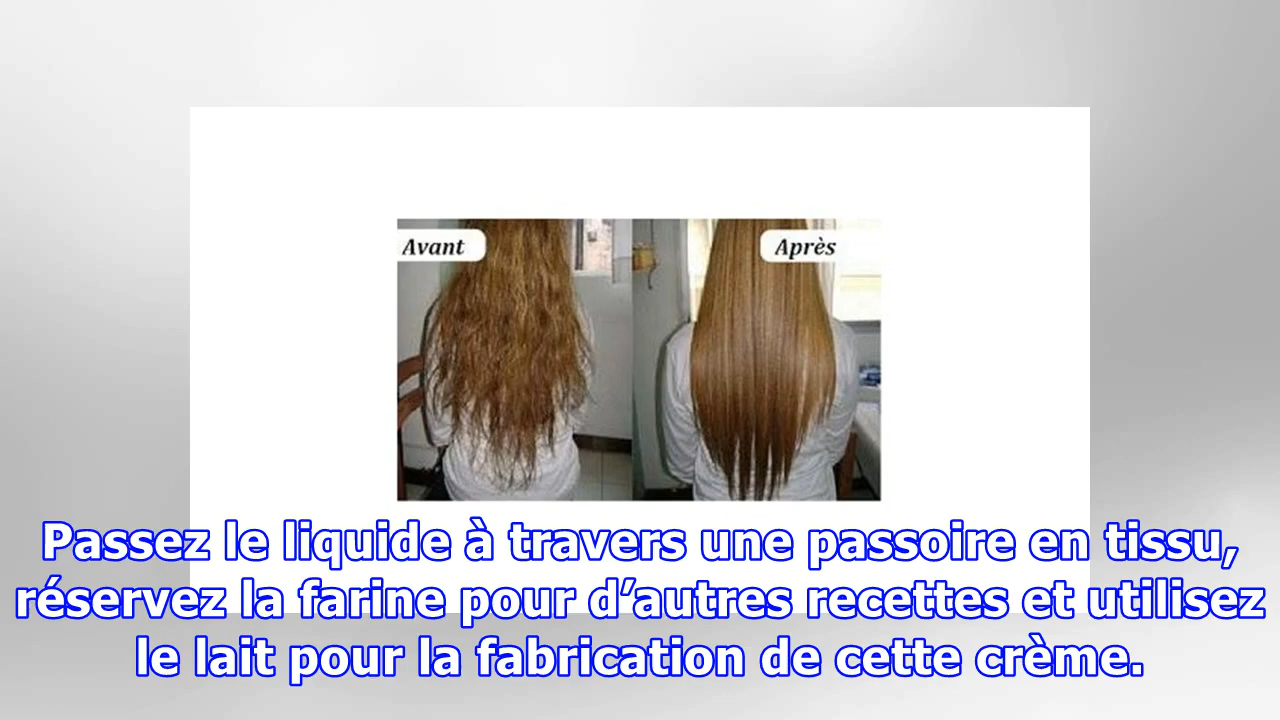 Avant
Après
Passez le liquide à travers une passoire en tissu,
réservez la farine pour d’autres recettes et utilisez
le lait pour la fabrication de cette crème.